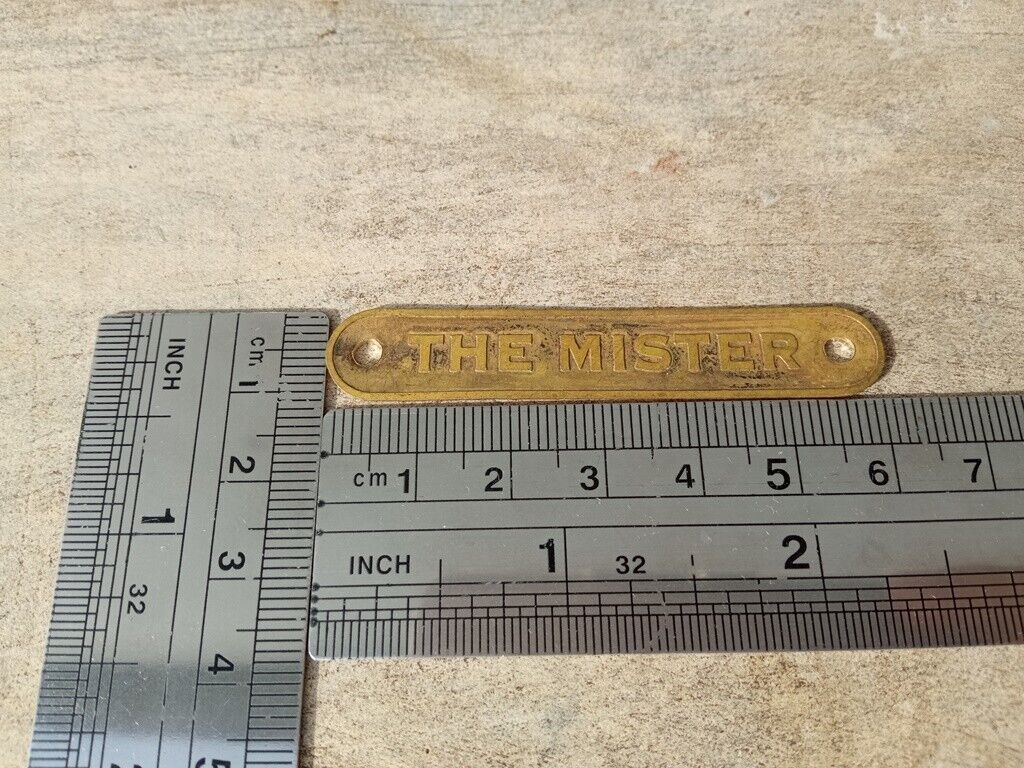 THE MISTER
cm 1 2 3 4 5 6 7
INCH 1 32 2
cm. 1 2 3 4 5
INCH 1 32